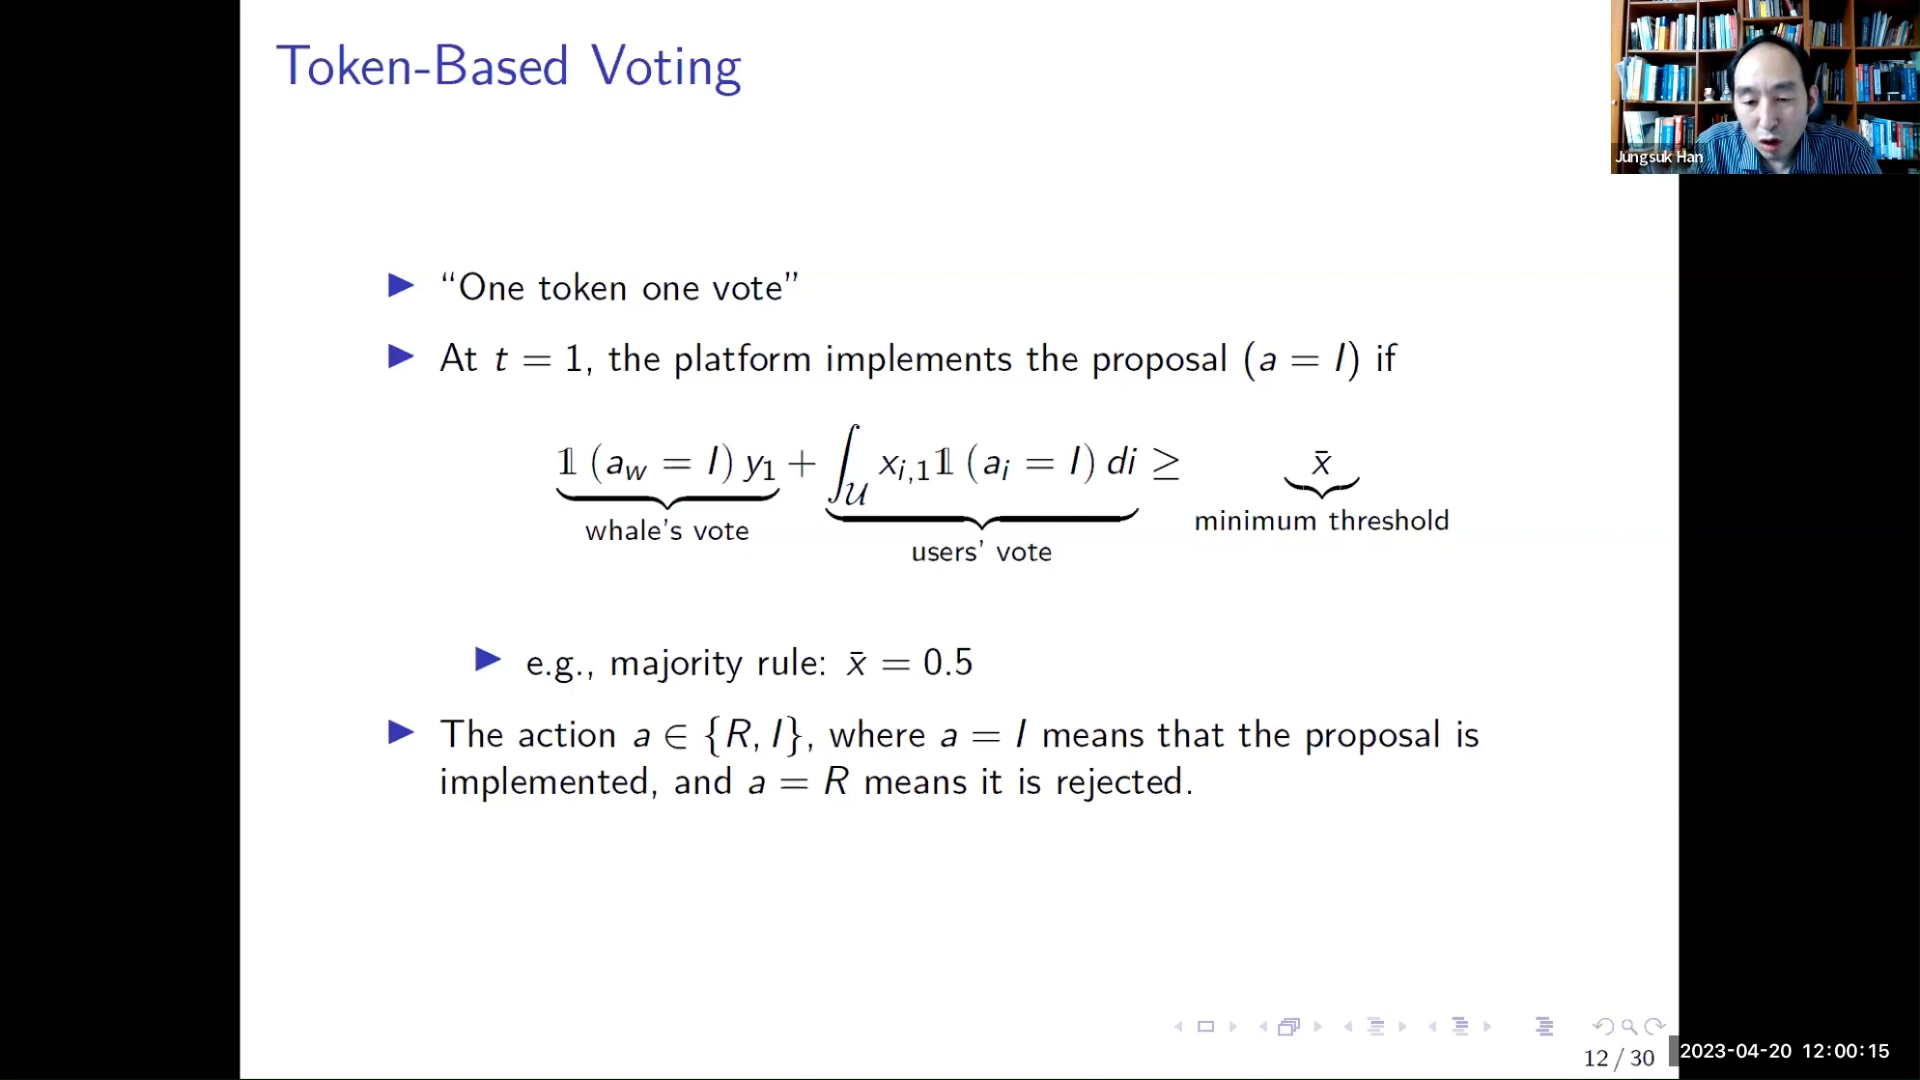 Token-Based Voting
Jungsuk Han
▶ “One token one vote”
▶ At t = 1, the platform implements the proposal (a = I) if
𝟙 (a_w = I) y_1 + ∫_𝒰 x_{i,1} 𝟙 (a_i = I) di ≥ x̄
whale's vote
users' vote
minimum threshold
▶ e.g., majority rule: x̄ = 0.5
▶ The action a ∈ {R, I}, where a = I means that the proposal is
implemented, and a = R means it is rejected.
12 / 30
2023-04-20 12:00:15